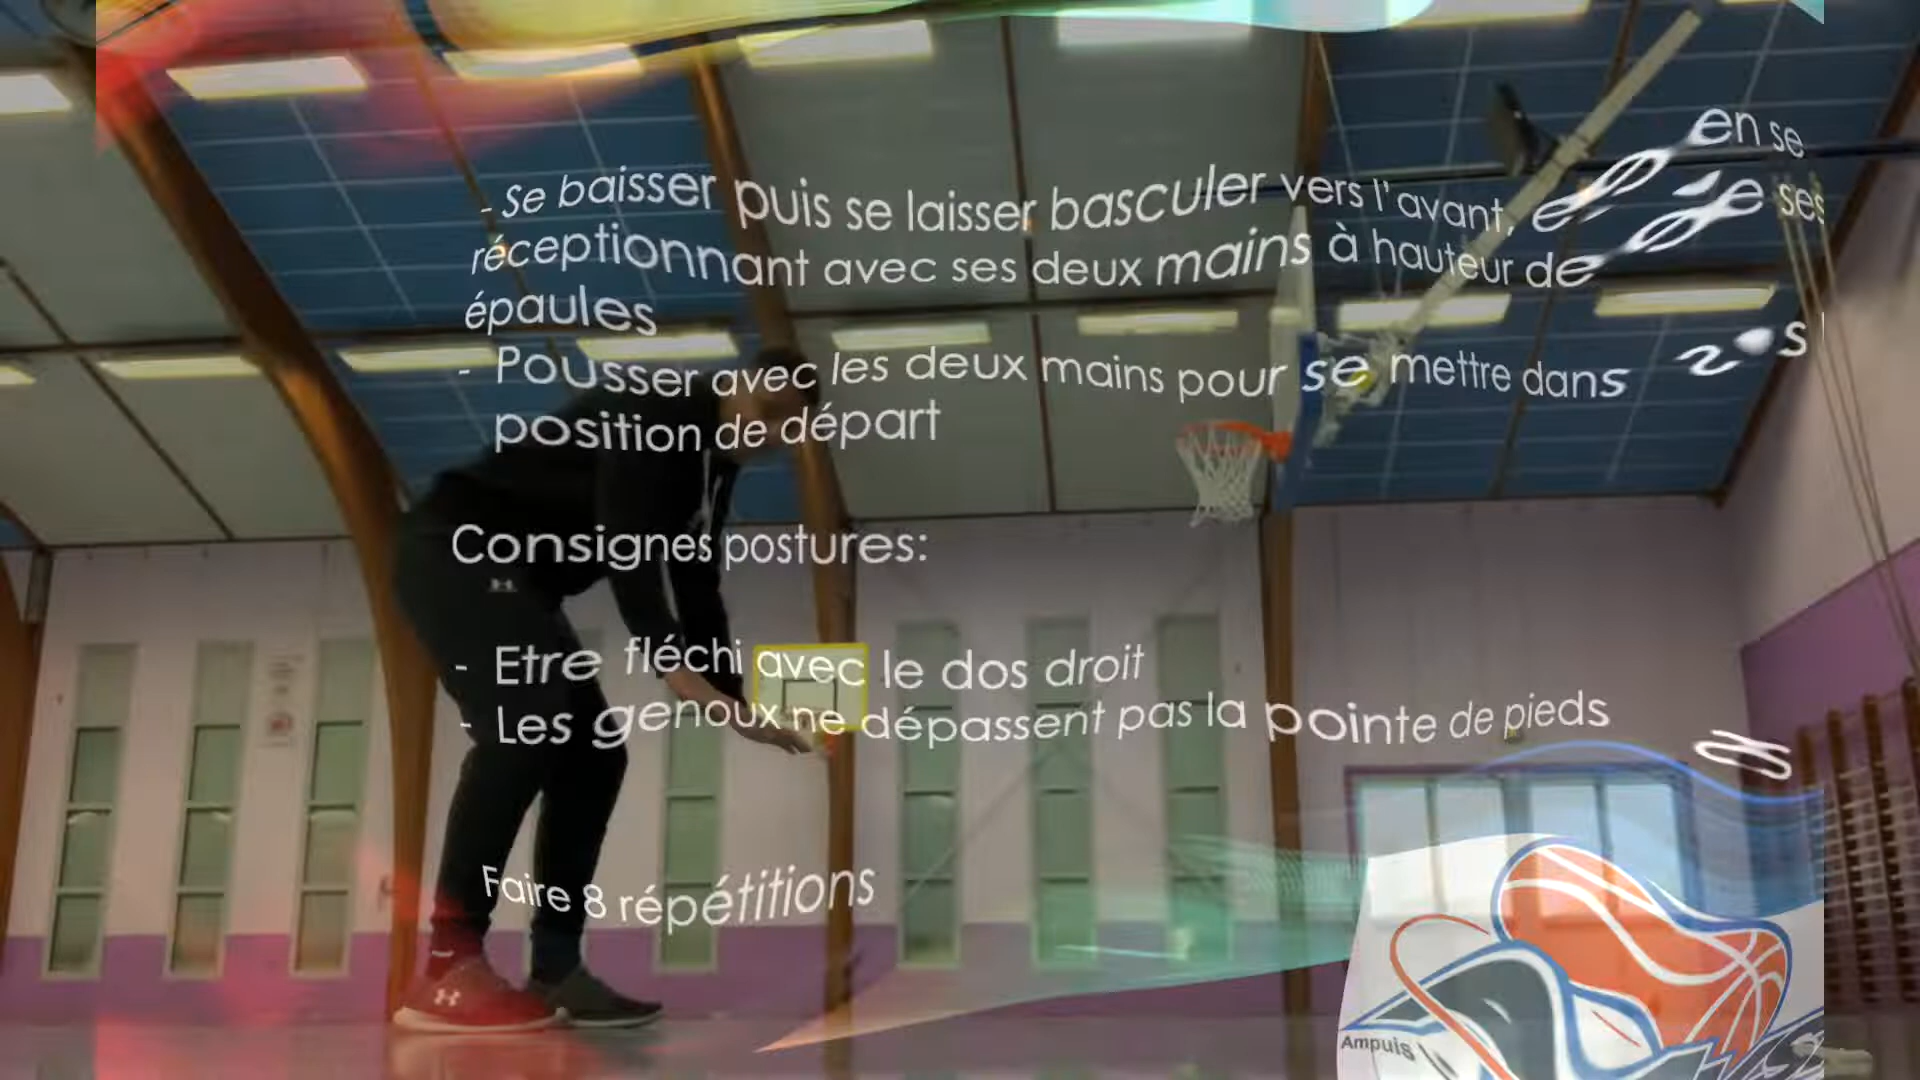 - Se baisser puis se laisser basculer vers l'avant, en se
réceptionnant avec ses deux mains à hauteur de ses
épaules
- Pousser avec les deux mains pour se mettre dans
position de départ
Consignes postures:
- Etre fléchi avec le dos droit
- Les genoux ne dépassent pas la pointe de pieds
Faire 8 répétitions
Ampuis